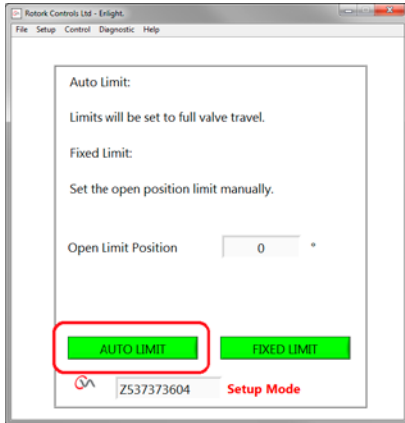 Rotork Controls Ltd - Enlight.
File Setup Control Diagnostic Help
Auto Limit:
Limits will be set to full valve travel.
Fixed Limit:
Set the open position limit manually.
Open Limit Position 0 °
AUTO LIMIT FIXED LIMIT
Z537373604 Setup Mode